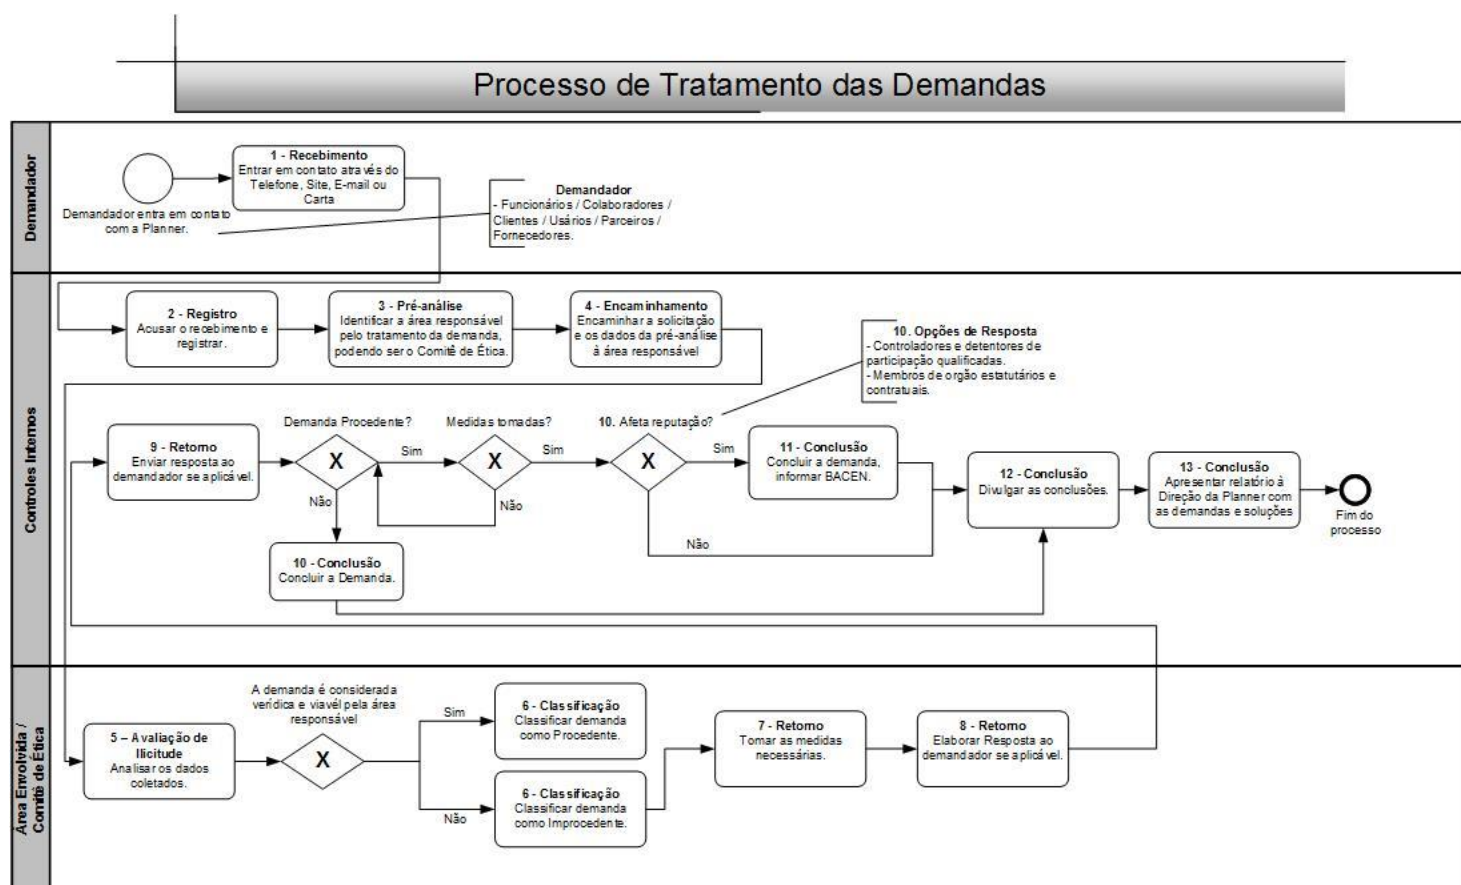 Processo de Tratamento das Demandas
Demandador
1 - Recebimento
Entrar em contato através do
Telefone, Site, E-mail ou
Carta
Demandador entra em contato
com a Planner.
Demandador
- Funcionários / Colaboradores /
Clientes / Usários / Parceiros /
Fornecedores.
Controles Internos
2 - Registro
Acusar o recebimento e
registrar.
3 - Pré-análise
Identificar a área responsável
pelo tratamento da demanda,
podendo ser o Comitê de Ética.
4 - Encaminhamento
Encaminhar a solicitação
e os dados da pré-análise
à área responsável
10. Opções de Resposta
- Controladores e detentores de
participação qualificadas.
- Membros de orgão estatutários e
contratuais.
9 - Retorno
Enviar resposta ao
demandador se aplicável.
Demanda Procedente?
X
Sim
Não
Medidas tomadas?
X
Sim
Não
10. Afeta reputação?
X
Sim
Não
11 - Conclusão
Concluir a demanda,
informar BACEN.
12 - Conclusão
Divulgar as conclusões.
13 - Conclusão
Apresentar relatório à
Direção da Planner com
as demandas e soluções
Fim do
processo
10 - Conclusão
Concluir a Demanda.
Área Envolvida /
Comitê de Ética
5 – Avaliação de
Ilicitude
Analisar os dados
coletados.
A demanda é considerada
verídica e viavél pela área
responsável
X
Sim
Não
6 - Classificação
Classificar demanda
como Procedente.
6 - Classificação
Classificar demanda
como Improcedente.
7 - Retorno
Tomar as medidas
necessárias.
8 - Retorno
Elaborar Resposta ao
demandador se aplicável.